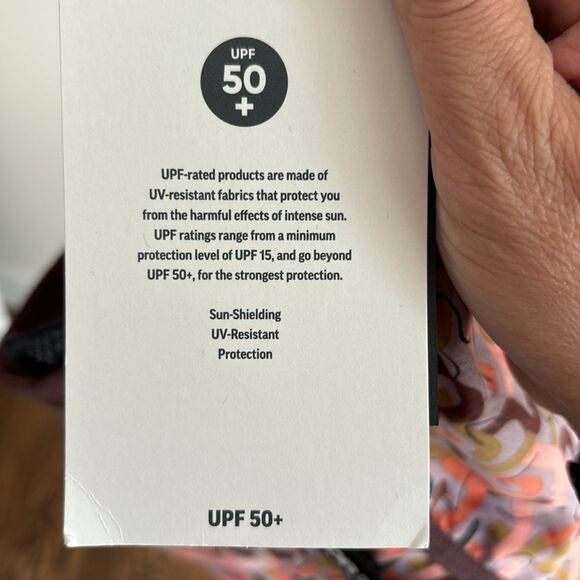 UPF
50
+
UPF-rated products are made of
UV-resistant fabrics that protect you
from the harmful effects of intense sun.
UPF ratings range from a minimum
protection level of UPF 15, and go beyond
UPF 50+, for the strongest protection.
Sun-Shielding
UV-Resistant
Protection
UPF 50+